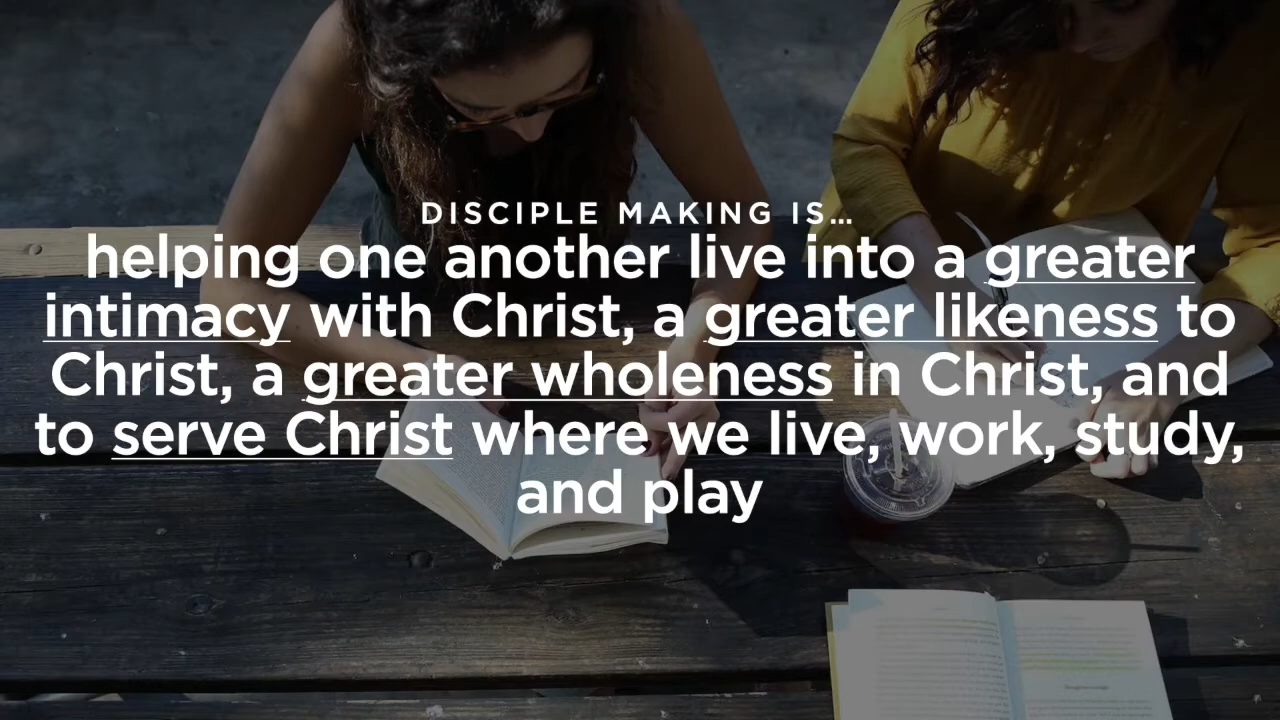 DISCIPLE MAKING IS…
helping one another live into a greater
intimacy with Christ, a greater likeness to
Christ, a greater wholeness in Christ, and
to serve Christ where we live, work, study,
and play